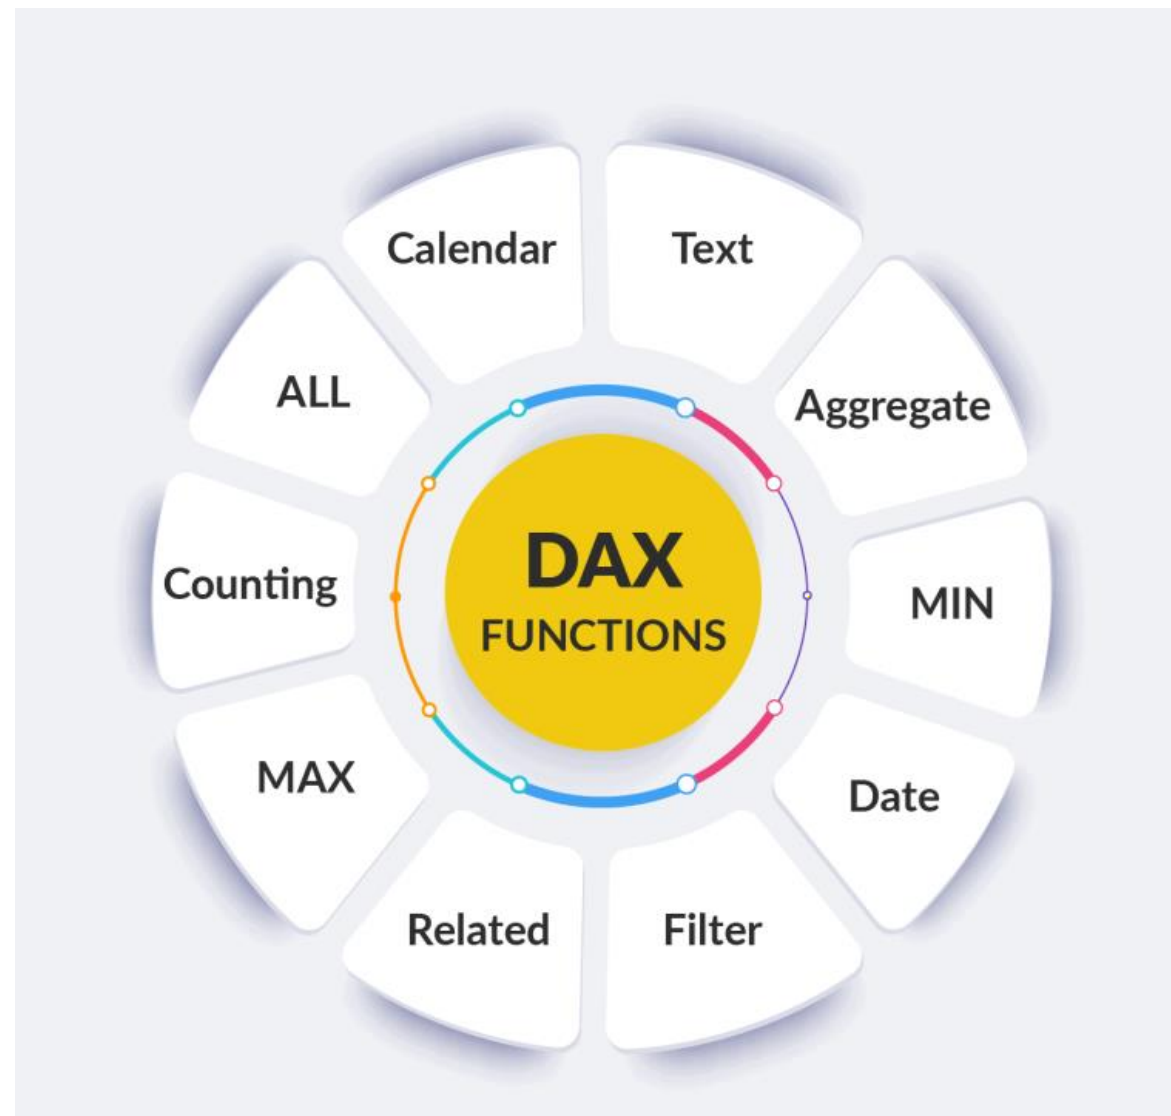 Calendar
Text
ALL
Aggregate
Counting
DAX
FUNCTIONS
MIN
MAX
Date
Related
Filter